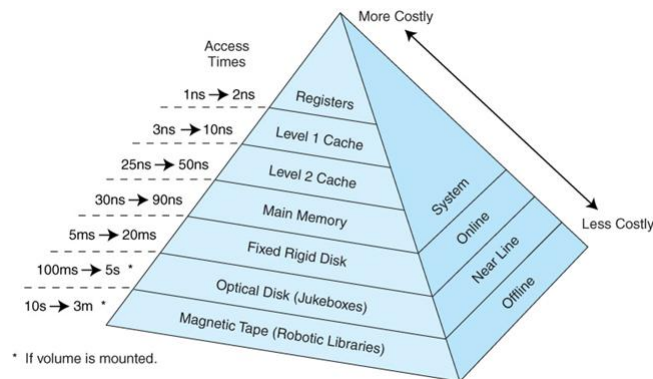 More Costly
Access
Times
1ns → 2ns
Registers
3ns → 10ns
Level 1 Cache
25ns → 50ns
Level 2 Cache
System
30ns → 90ns
Main Memory
Online
Less Costly
5ms → 20ms
Fixed Rigid Disk
Near Line
100ms → 5s *
Optical Disk (Jukeboxes)
Offline
10s → 3m *
Magnetic Tape (Robotic Libraries)
* If volume is mounted.